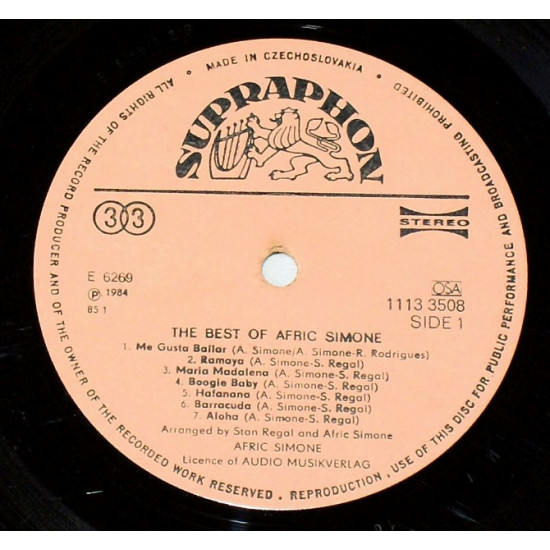 ALL RIGHTS OF THE RECORD PRODUCER AND OF THE OWNER OF THE RECORDED WORK RESERVED • REPRODUCTION, USE OF THIS DISC FOR PUBLIC PERFORMANCE AND BROADCASTING PROHIBITED
• MADE IN CZECHOSLOVAKIA •
SUPRAPHON
33
STEREO
E 6269
Ⓟ 1984
85 1
OSA
1113 3508
SIDE 1
THE BEST OF AFRIC SIMONE
1. Me Gusta Bailar (A. Simone/A. Simone-R. Rodrigues)
2. Ramaya (A. Simone-S. Regal)
3. Maria Madalena (A. Simone-S. Regal)
4. Boogie Baby (A. Simone-S. Regal)
5. Hafanana (A. Simone-S. Regal)
6. Barracuda (A. Simone-S. Regal)
7. Aloha (A. Simone-S. Regal)
Arranged by Stan Regal and Afric Simone
AFRIC SIMONE
Licence of AUDIO MUSIKVERLAG